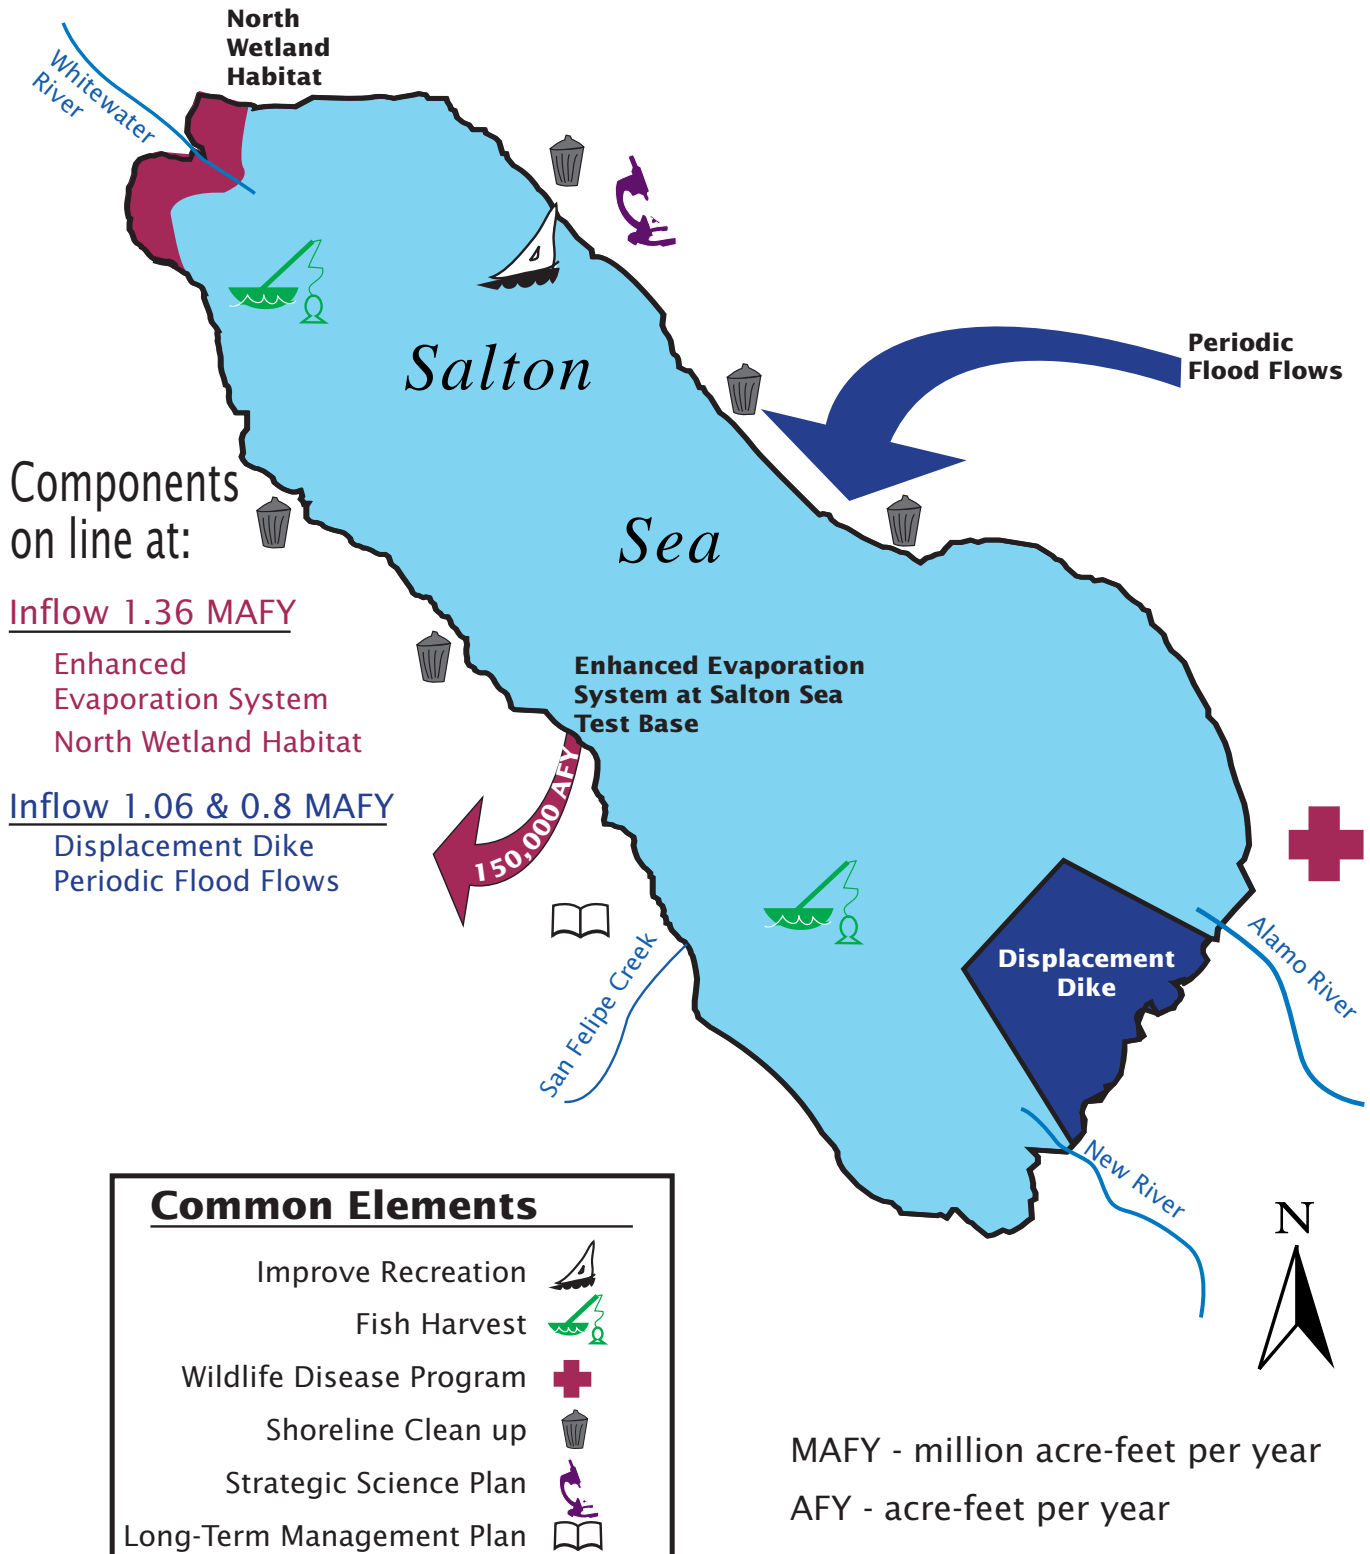 North
Wetland
Habitat
Whitewater
River
Periodic
Flood Flows
Salton
Sea
Components
on line at:
Inflow 1.36 MAFY
Enhanced
Evaporation System
North Wetland Habitat
Inflow 1.06 & 0.8 MAFY
Displacement Dike
Periodic Flood Flows
Enhanced Evaporation
System at Salton Sea
Test Base
150,000 AFY
San Felipe Creek
Displacement
Dike
Alamo River
New River
N
Common Elements
Improve Recreation
Fish Harvest
Wildlife Disease Program
Shoreline Clean up
Strategic Science Plan
Long-Term Management Plan
MAFY - million acre-feet per year
AFY - acre-feet per year